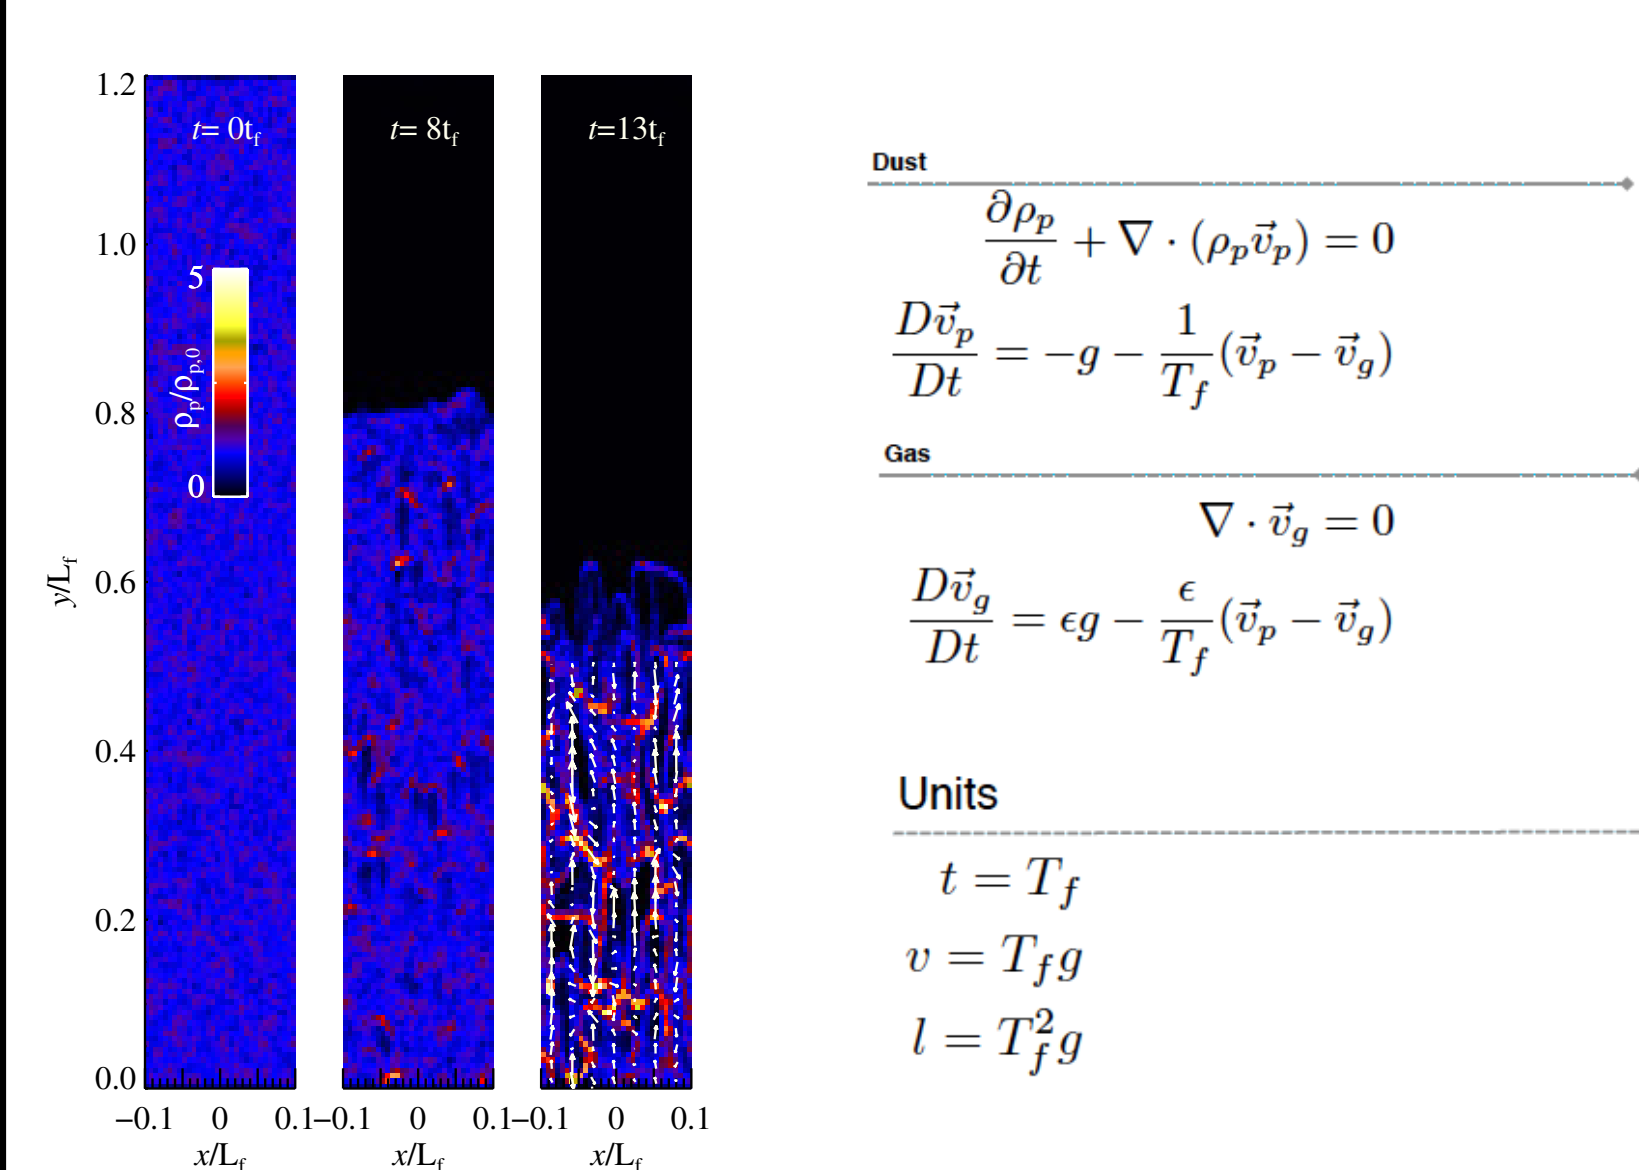 1.2
1.0
0.8
0.6
0.4
0.2
0.0
y/L_f
t= 0t_f
t= 8t_f
t=13t_f
5
0
ρ_p/ρ_{p,0}
−0.1 0 0.1 −0.1 0 0.1 −0.1 0 0.1
x/L_f x/L_f x/L_f
Dust
∂ρ_p/∂t + ∇ · (ρ_p v⃗_p) = 0
Dv⃗_p/Dt = −g − 1/T_f (v⃗_p − v⃗_g)
Gas
∇ · v⃗_g = 0
Dv⃗_g/Dt = ϵg − ϵ/T_f (v⃗_p − v⃗_g)
Units
t = T_f
v = T_f g
l = T_f^2 g